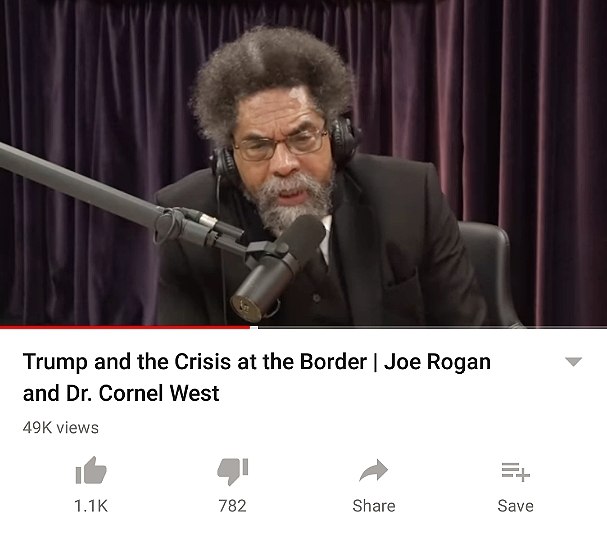 Trump and the Crisis at the Border | Joe Rogan
and Dr. Cornel West
49K views
1.1K
782
Share
Save